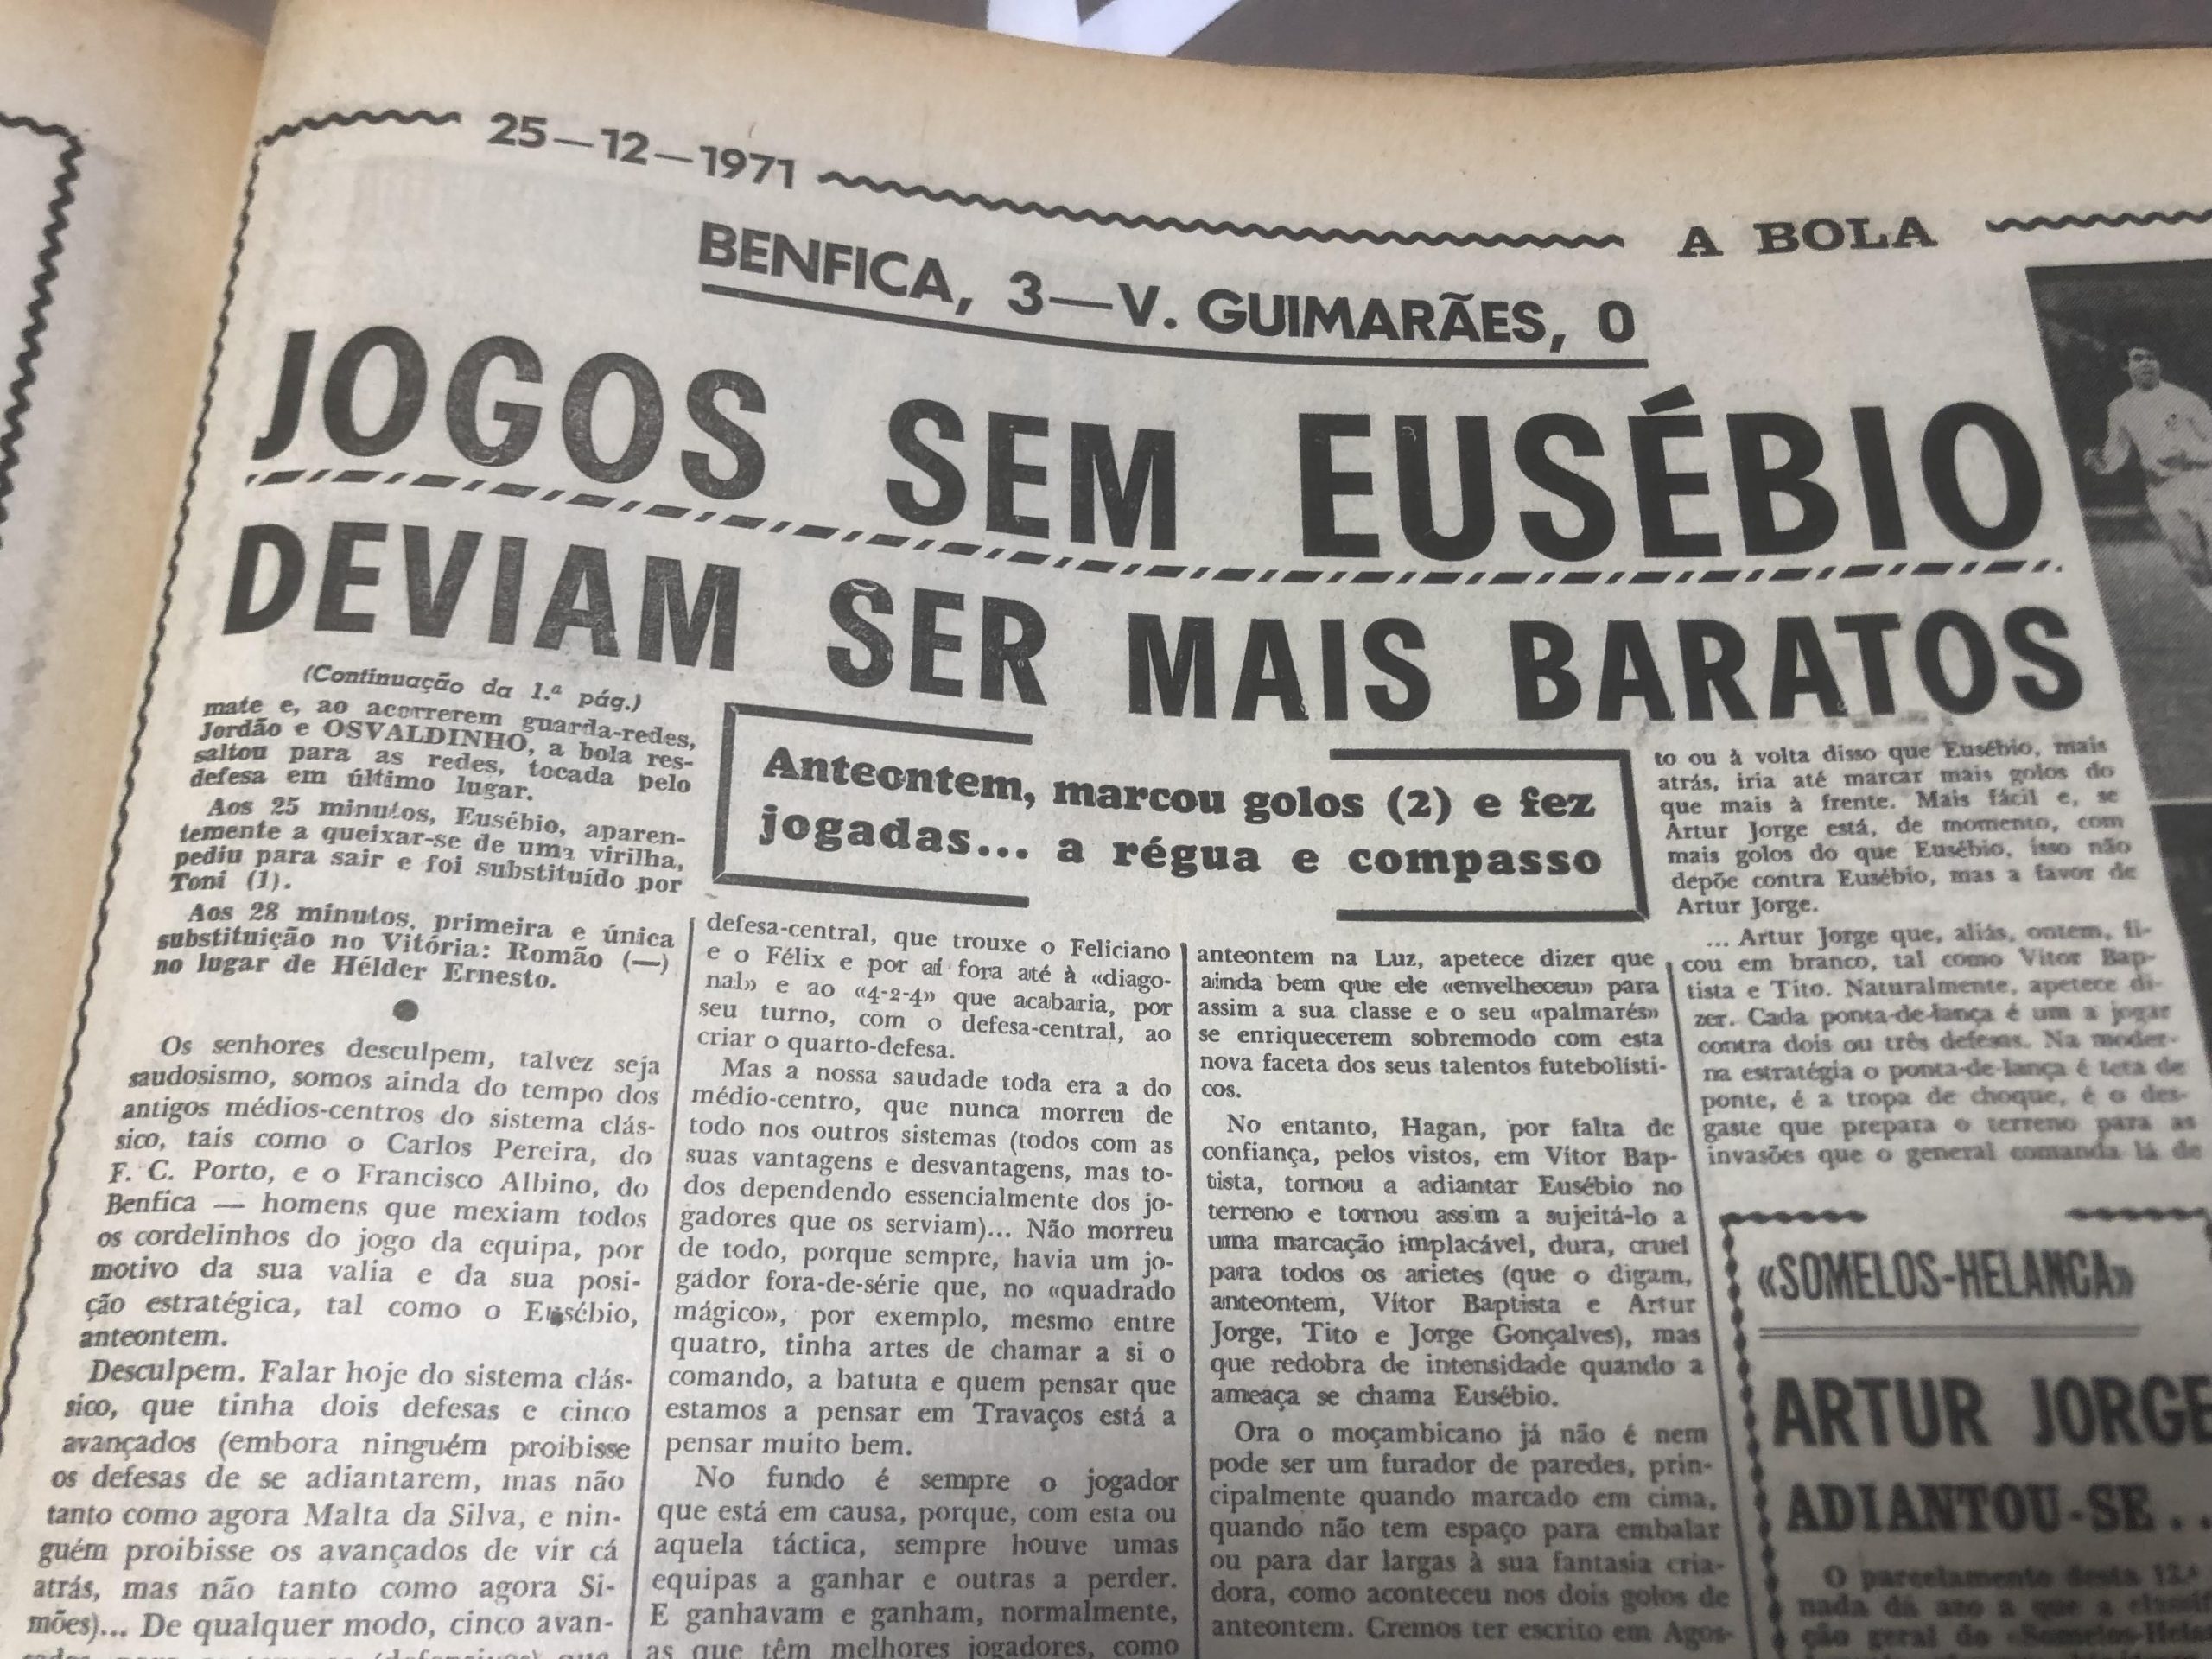 25—12—1971
A BOLA
BENFICA, 3—V. GUIMARÃES, 0
JOGOS SEM EUSÉBIO
DEVIAM SER MAIS BARATOS
(Continuação da 1.ª pág.)
mate e, ao acorrerem guarda-redes,
Jordão e OSVALDINHO, a bola res-
saltou para as redes, tocada pelo
defesa em último lugar.
Aos 25 minutos, Eusébio, aparen-
temente a queixar-se de uma virilha,
pediu para sair e foi substituído por
Toni (1).
Aos 28 minutos, primeira e única
substituição no Vitória: Romão (—)
no lugar de Hélder Ernesto.
Os senhores desculpem, talvez seja
saudosismo, somos ainda do tempo dos
antigos médios-centros do sistema clás-
sico, tais como o Carlos Pereira, do
F. C. Porto, e o Francisco Albino, do
Benfica — homens que mexiam todos
os cordelinhos do jogo da equipa, por
motivo da sua valia e da sua posi-
ção estratégica, tal como o Eusébio,
anteontem.
Desculpem. Falar hoje do sistema clás-
sico, que tinha dois defesas e cinco
avançados (embora ninguém proibisse
os defesas de se adiantarem, mas não
tanto como agora Malta da Silva, e nin-
guém proibisse os avançados de vir cá
atrás, mas não tanto como agora Si-
mões)... De qualquer modo, cinco avan-
Anteontem, marcou golos (2) e fez
jogadas... a régua e compasso
defesa-central, que trouxe o Feliciano
e o Félix e por aí fora até à «diago-
nal» e ao «4-2-4» que acabaria, por
seu turno, com o defesa-central, ao
criar o quarto-defesa.
Mas a nossa saudade toda era a do
médio-centro, que nunca morreu de
todo nos outros sistemas (todos com as
suas vantagens e desvantagens, mas to-
dos dependendo essencialmente dos jo-
gadores que os serviam)... Não morreu
de todo, porque sempre, havia um jo-
gador fora-de-série que, no «quadrado
mágico», por exemplo, mesmo entre
quatro, tinha artes de chamar a si o
comando, a batuta e quem pensar que
estamos a pensar em Travaços está a
pensar muito bem.
No fundo é sempre o jogador
que está em causa, porque, com esta ou
aquela táctica, sempre houve umas
equipas a ganhar e outras a perder.
E ganhavam e ganham, normalmente,
as que têm melhores jogadores, como
anteontem na Luz, apetece dizer que
ainda bem que ele «envelheceu» para
assim a sua classe e o seu «palmarés»
se enriquecerem sobremodo com esta
nova faceta dos seus talentos futebolísti-
cos.
No entanto, Hagan, por falta de
confiança, pelos vistos, em Vítor Bap-
tista, tornou a adiantar Eusébio no
terreno e tornou assim a sujeitá-lo a
uma marcação implacável, dura, cruel
para todos os arietes (que o digam,
anteontem, Vítor Baptista e Artur
Jorge, Tito e Jorge Gonçalves), mas
que redobra de intensidade quando a
ameaça se chama Eusébio.
Ora o moçambicano já não é nem
pode ser um furador de paredes, prin-
cipalmente quando marcado em cima,
quando não tem espaço para embalar
ou para dar largas à sua fantasia cria-
dora, como aconteceu nos dois golos de
anteontem. Cremos ter escrito em Agos-
to ou à volta disso que Eusébio, mais
atrás, iria até marcar mais golos do
que mais à frente. Mais fácil e, se
Artur Jorge está, de momento, com
mais golos do que Eusébio, isso não
depõe contra Eusébio, mas a favor de
Artur Jorge.
... Artur Jorge que, aliás, ontem, fi-
cou em branco, tal como Vítor Bap-
tista e Tito. Naturalmente, apetece di-
zer. Cada ponta-de-lança é um a jogar
contra dois ou três defesas. Na moder-
na estratégia o ponta-de-lança é testa de
ponte, é a tropa de choque, é o des-
gaste que prepara o terreno para as
invasões que o general comanda lá de
«SOMELOS-HELANCA»
ARTUR JORGE
ADIANTOU-SE...
O parcelamento desta 12.ª
nada dá azo a que a classif
ção geral do «Somelos-Hela